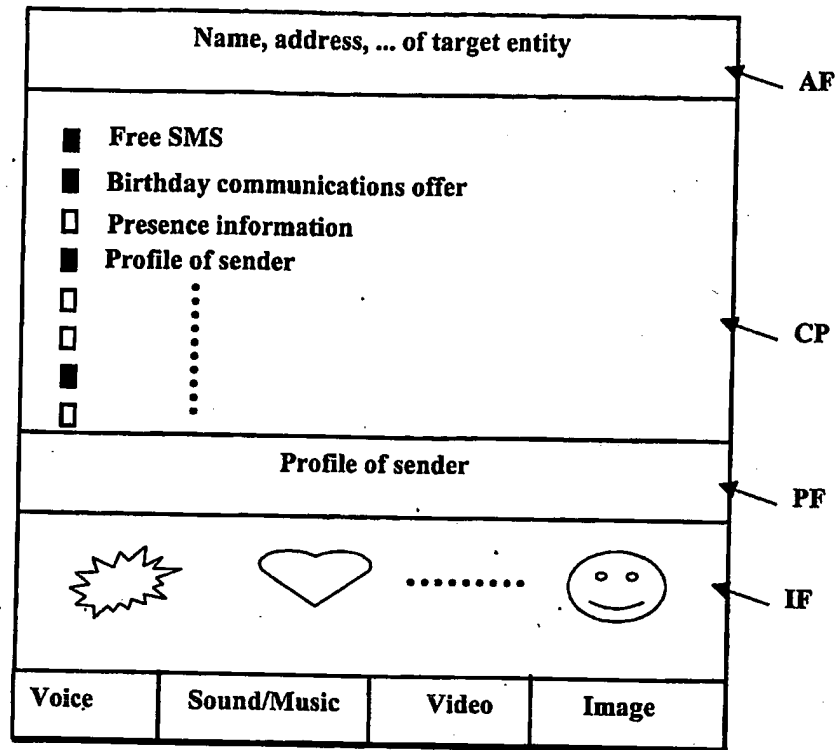 Name, address, ... of target entity
AF
Free SMS
Birthday communications offer
Presence information
Profile of sender
CP
Profile of sender
PF
IF
Voice Sound/Music Video Image